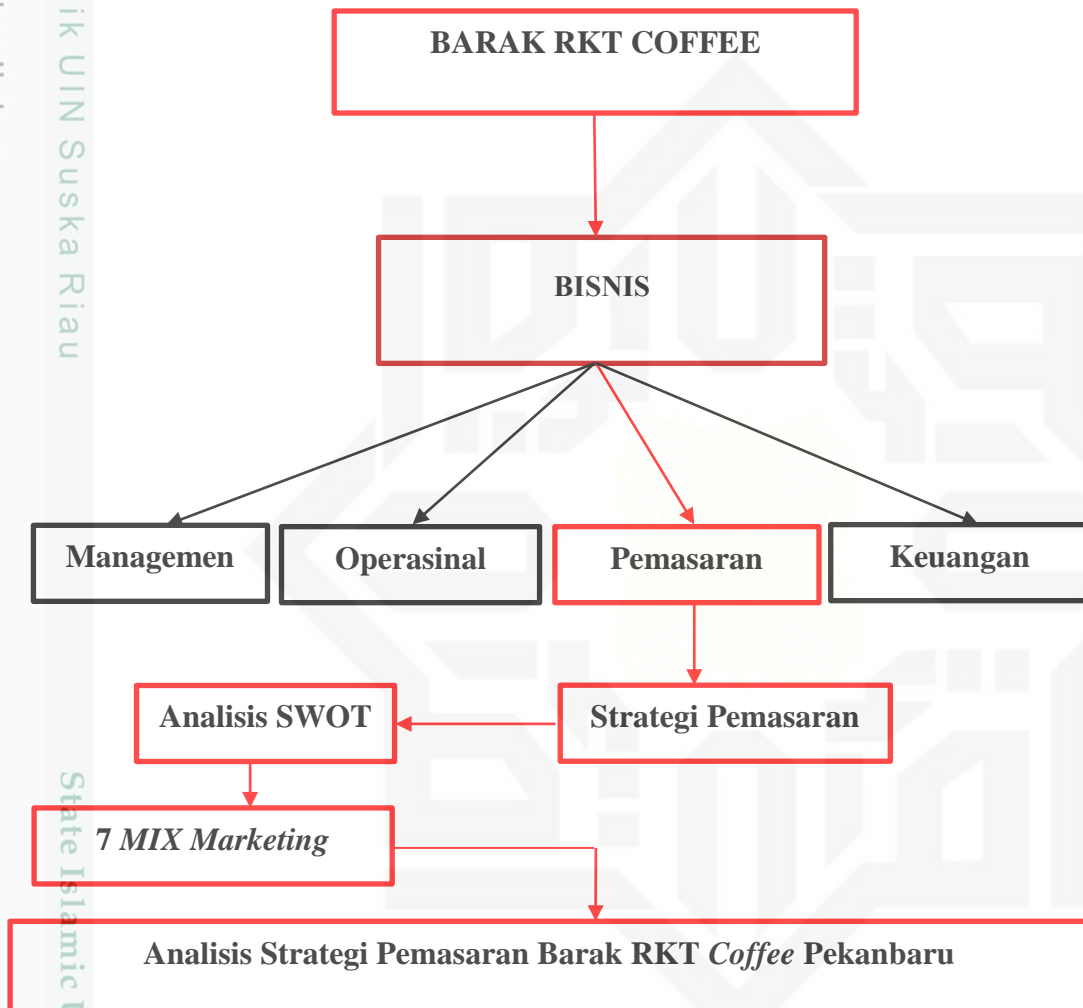 BARAK RKT COFFEE
ik UIN Suska Riau
BISNIS
Managemen
Operasinal
Pemasaran
Keuangan
Analisis SWOT
Strategi Pemasaran
7 MIX Marketing
State Islamic
Analisis Strategi Pemasaran Barak RKT Coffee Pekanbaru